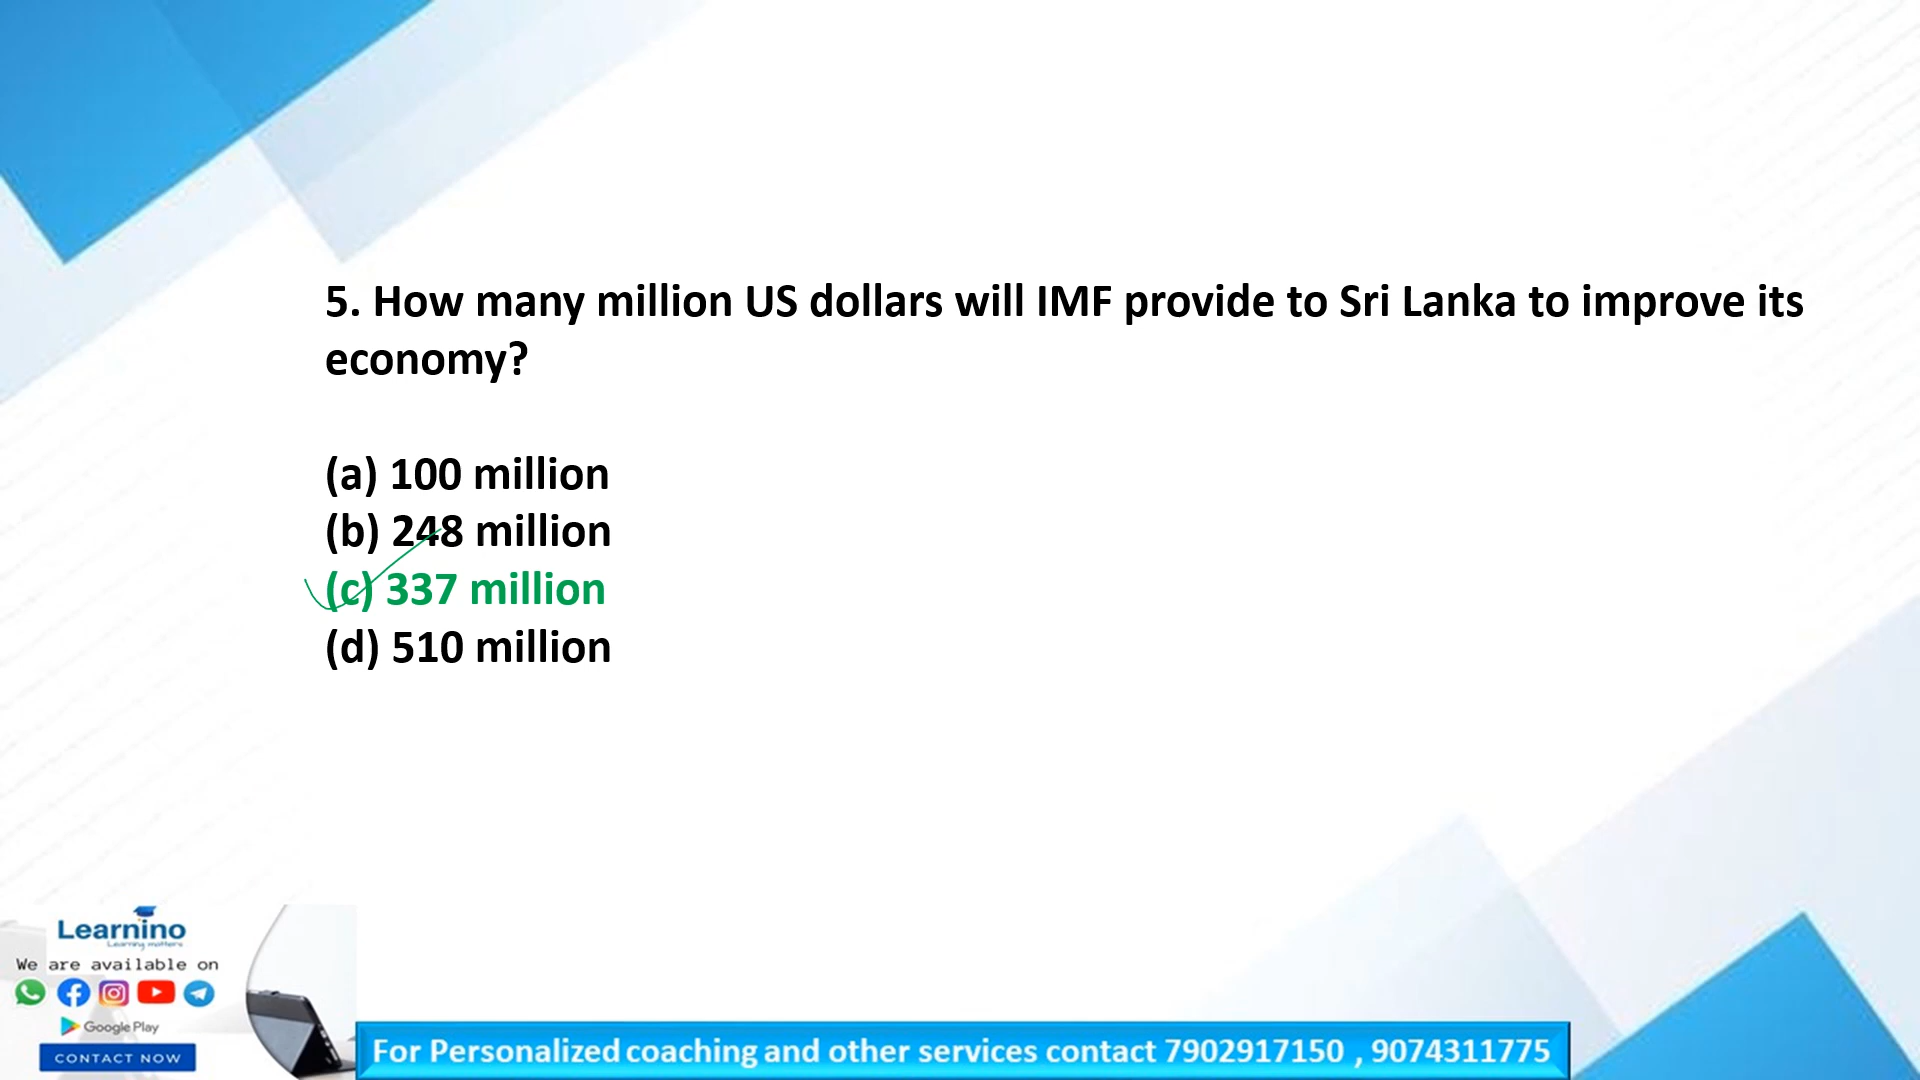 5. How many million US dollars will IMF provide to Sri Lanka to improve its
economy?
(a) 100 million
(b) 248 million
(c) 337 million
(d) 510 million
Learnino
Learning matters
We are available on
Google Play
CONTACT NOW
For Personalized coaching and other services contact 7902917150 , 9074311775